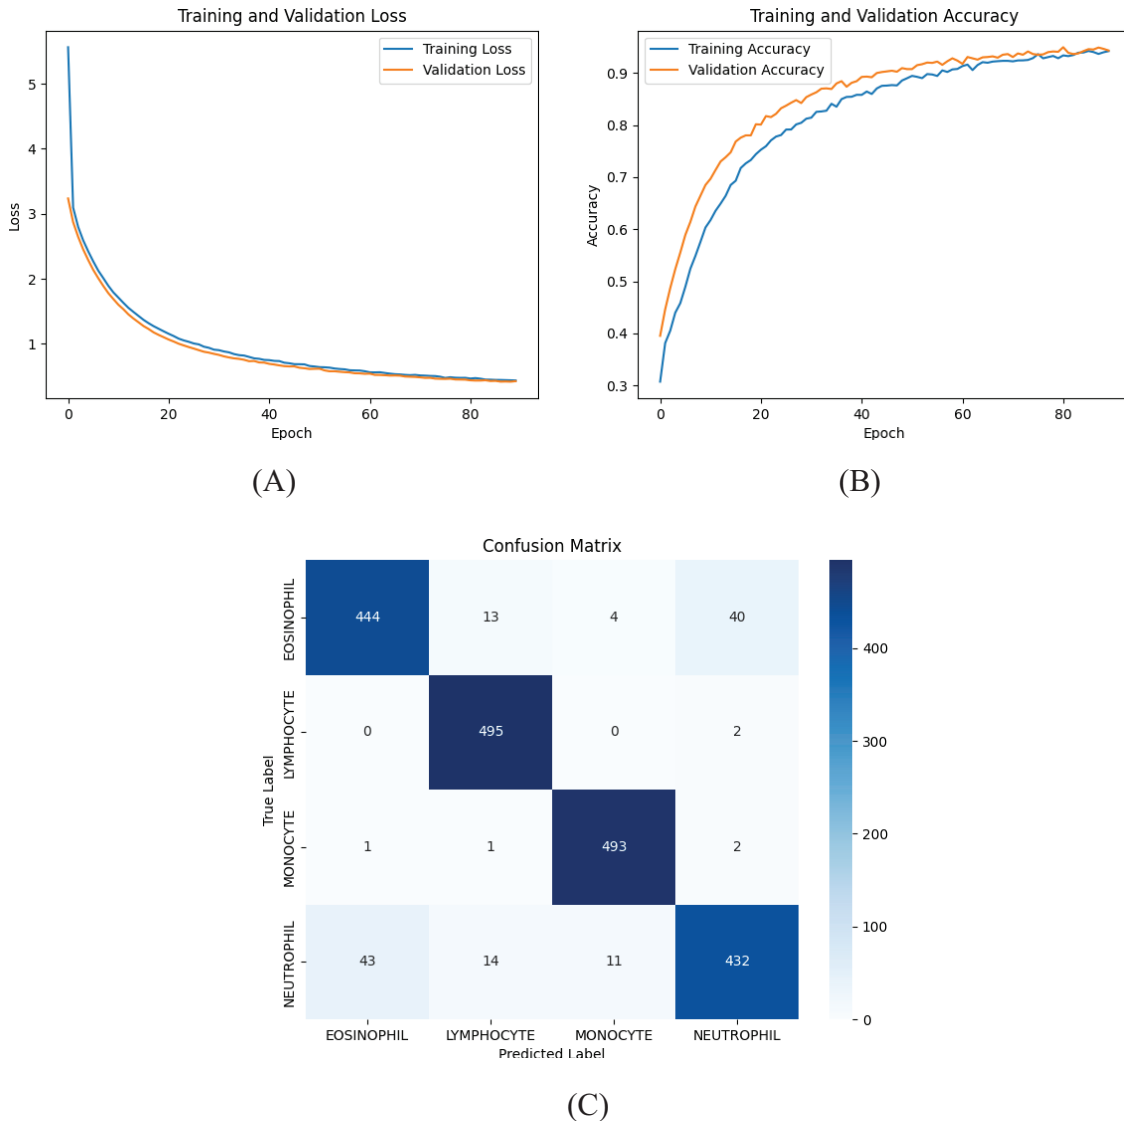 Training and Validation Loss
Training Loss
Validation Loss
5
4
3
2
1
Loss
0
20
40
60
80
Epoch
(A)
Training and Validation Accuracy
Training Accuracy
Validation Accuracy
0.9
0.8
0.7
0.6
0.5
0.4
0.3
Accuracy
0
20
40
60
80
Epoch
(B)
Confusion Matrix
True Label
EOSINOPHIL
444 13 4 40
LYMPHOCYTE
0 495 0 2
MONOCYTE
1 1 493 2
NEUTROPHIL
43 14 11 432
EOSINOPHIL LYMPHOCYTE MONOCYTE NEUTROPHIL
Predicted Label
400
300
200
100
0
(C)